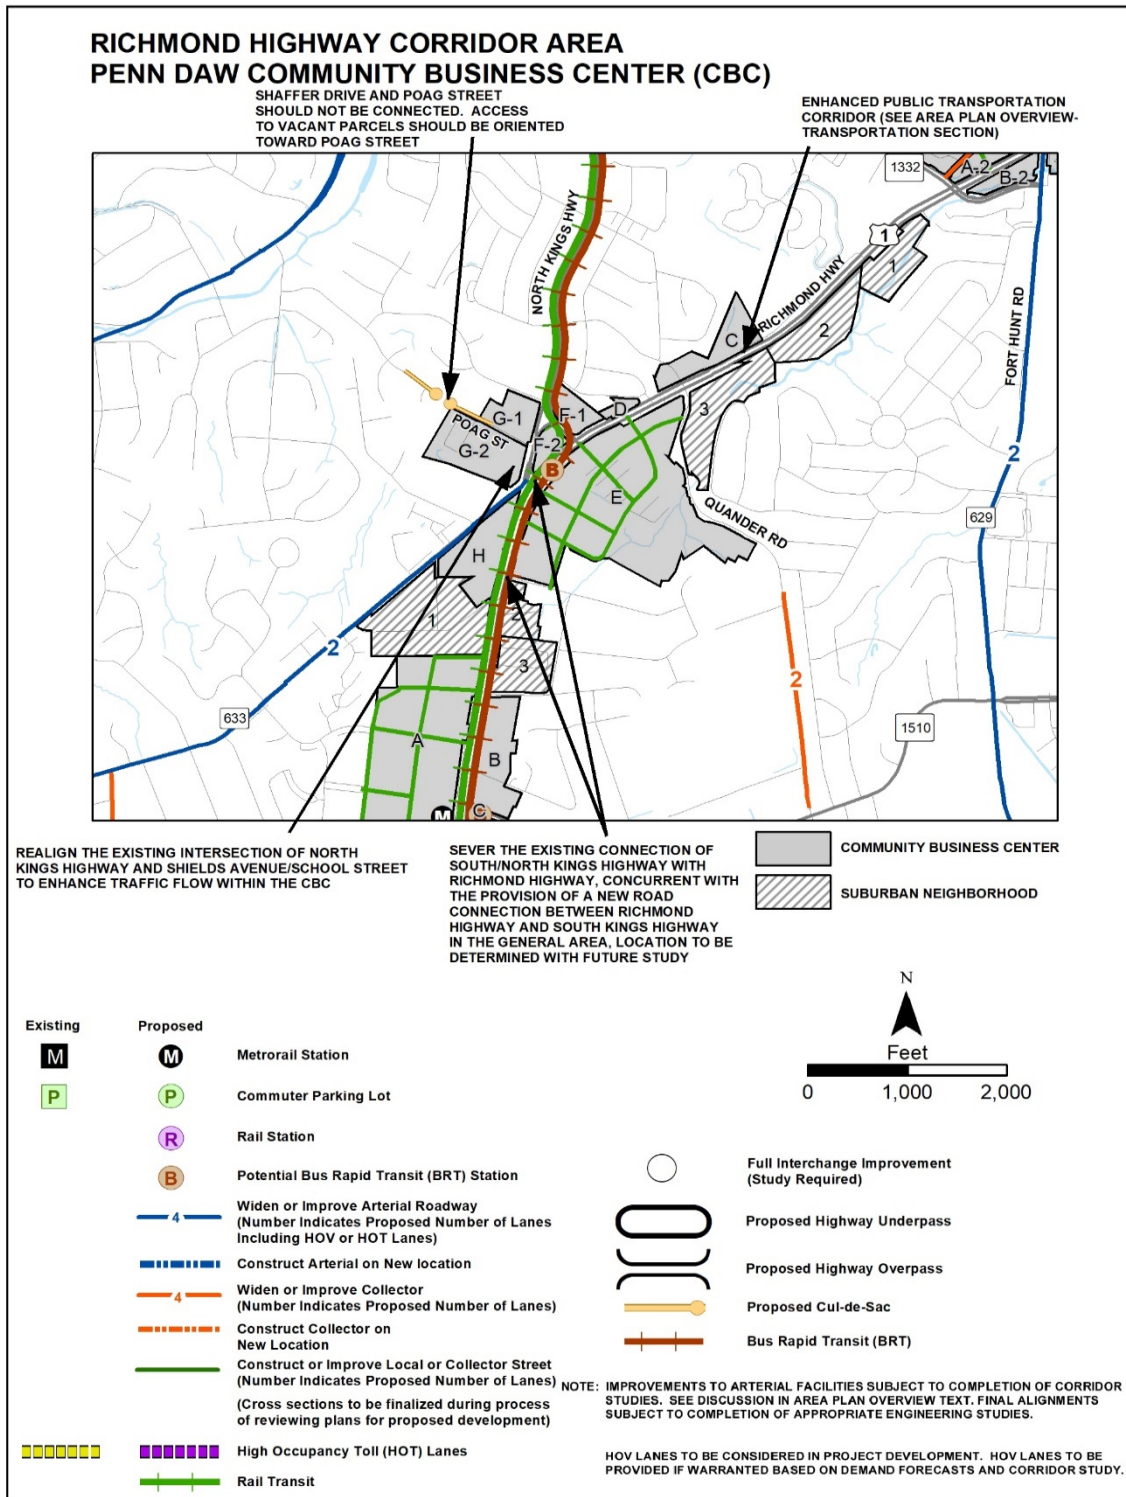 RICHMOND HIGHWAY CORRIDOR AREA
PENN DAW COMMUNITY BUSINESS CENTER (CBC)
SHAFFER DRIVE AND POAG STREET
SHOULD NOT BE CONNECTED. ACCESS
TO VACANT PARCELS SHOULD BE ORIENTED
TOWARD POAG STREET
ENHANCED PUBLIC TRANSPORTATION
CORRIDOR (SEE AREA PLAN OVERVIEW-
TRANSPORTATION SECTION)
1332
A-2
B-2
1
1
NORTH KINGS HWY
RICHMOND HWY
FORT HUNT RD
C
2
3
D
F-1
G-1
POAG ST
F-2
G-2
B
E
2
QUANDER RD
629
H
1
2
2
3
2
633
A
B
1510
M
C
REALIGN THE EXISTING INTERSECTION OF NORTH
KINGS HIGHWAY AND SHIELDS AVENUE/SCHOOL STREET
TO ENHANCE TRAFFIC FLOW WITHIN THE CBC
SEVER THE EXISTING CONNECTION OF
SOUTH/NORTH KINGS HIGHWAY WITH
RICHMOND HIGHWAY, CONCURRENT WITH
THE PROVISION OF A NEW ROAD
CONNECTION BETWEEN RICHMOND
HIGHWAY AND SOUTH KINGS HIGHWAY
IN THE GENERAL AREA, LOCATION TO BE
DETERMINED WITH FUTURE STUDY
COMMUNITY BUSINESS CENTER
SUBURBAN NEIGHBORHOOD
N
Feet
0 1,000 2,000
Existing Proposed
M M Metrorail Station
P P Commuter Parking Lot
R Rail Station
B Potential Bus Rapid Transit (BRT) Station
4 Widen or Improve Arterial Roadway
(Number Indicates Proposed Number of Lanes
Including HOV or HOT Lanes)
Construct Arterial on New location
4 Widen or Improve Collector
(Number Indicates Proposed Number of Lanes)
Construct Collector on
New Location
Construct or Improve Local or Collector Street
(Number Indicates Proposed Number of Lanes)
(Cross sections to be finalized during process
of reviewing plans for proposed development)
High Occupancy Toll (HOT) Lanes
Rail Transit
Full Interchange Improvement
(Study Required)
Proposed Highway Underpass
Proposed Highway Overpass
Proposed Cul-de-Sac
Bus Rapid Transit (BRT)
NOTE: IMPROVEMENTS TO ARTERIAL FACILITIES SUBJECT TO COMPLETION OF CORRIDOR
STUDIES. SEE DISCUSSION IN AREA PLAN OVERVIEW TEXT. FINAL ALIGNMENTS
SUBJECT TO COMPLETION OF APPROPRIATE ENGINEERING STUDIES.
HOV LANES TO BE CONSIDERED IN PROJECT DEVELOPMENT. HOV LANES TO BE
PROVIDED IF WARRANTED BASED ON DEMAND FORECASTS AND CORRIDOR STUDY.